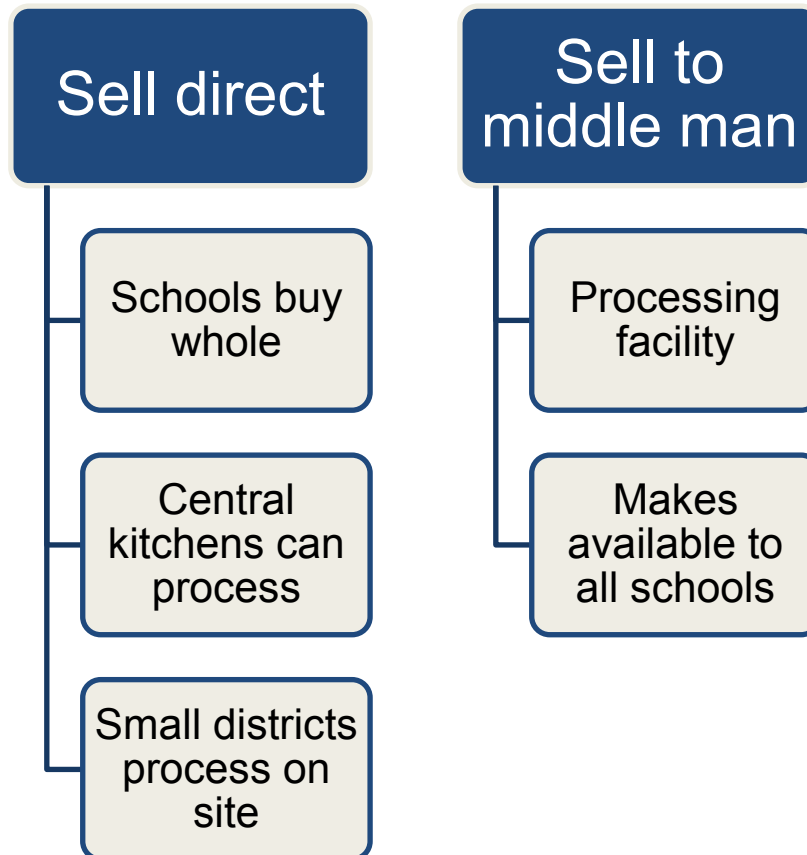 Sell direct
Schools buy
whole
Central
kitchens can
process
Small districts
process on
site
Sell to
middle man
Processing
facility
Makes
available to
all schools